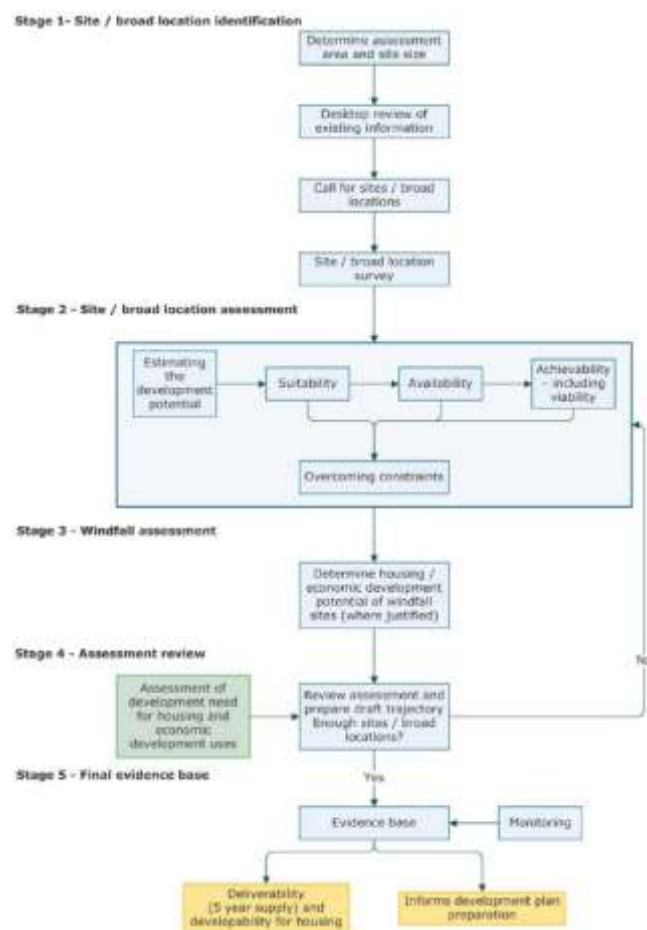 Stage 1- Site / broad location identification
Determine assessment
area and site size
Desktop review of
existing information
Call for sites / broad
locations
Site / broad location
survey
Stage 2 - Site / broad location assessment
Estimating
the
development
potential
Suitability
Availability
Achievability
- including
viability
Overcoming constraints
Stage 3 - Windfall assessment
Determine housing /
economic development
potential of windfall
sites (where justified)
Stage 4 - Assessment review
Assessment of
development need
for housing and
economic
development uses
Review assessment and
prepare draft trajectory
Enough sites / broad
locations?
No
Yes
Stage 5 - Final evidence base
Evidence base
Monitoring
Deliverability
(5 year supply) and
developability for housing
Informs development plan
preparation